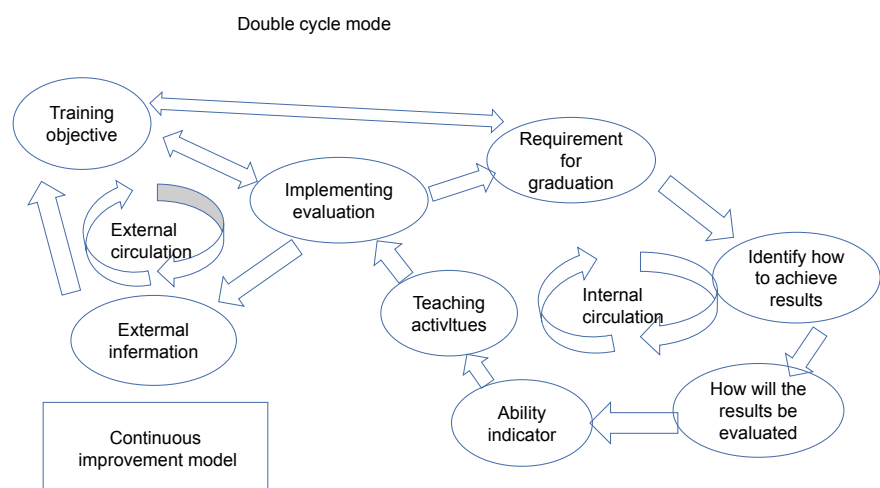 Double cycle mode
Training
objective
Requirement
for
graduation
Implementing
evaluation
External
circulation
Identify how
to achieve
results
Internal
circulation
Teaching
activltues
External
infermation
How will the
results be
evaluated
Ability
indicator
Continuous
improvement model